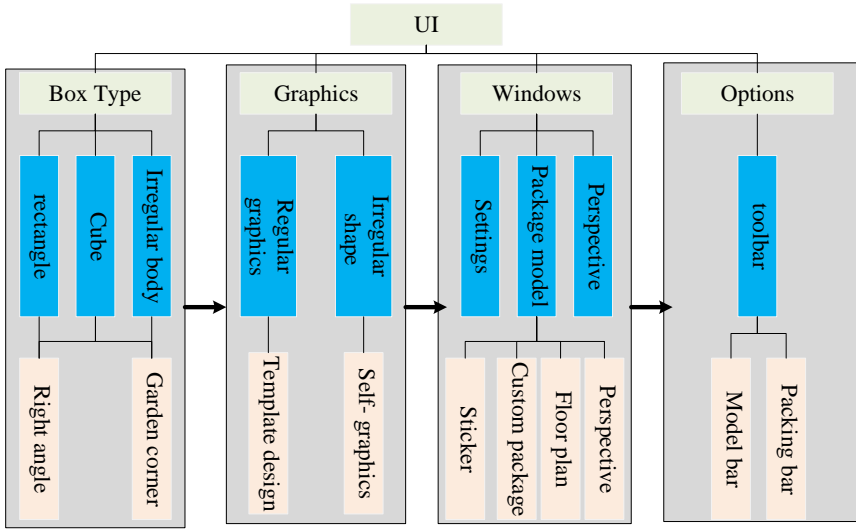 UI
Box Type
Graphics
Windows
Options
rectangle
Cube
Irregular body
Regular
graphics
Irregular
shape
Settings
Package model
Perspective
toolbar
Right angle
Garden corner
Template design
Self- graphics
Sticker
Custom package
Floor plan
Perspective
Model bar
Packing bar